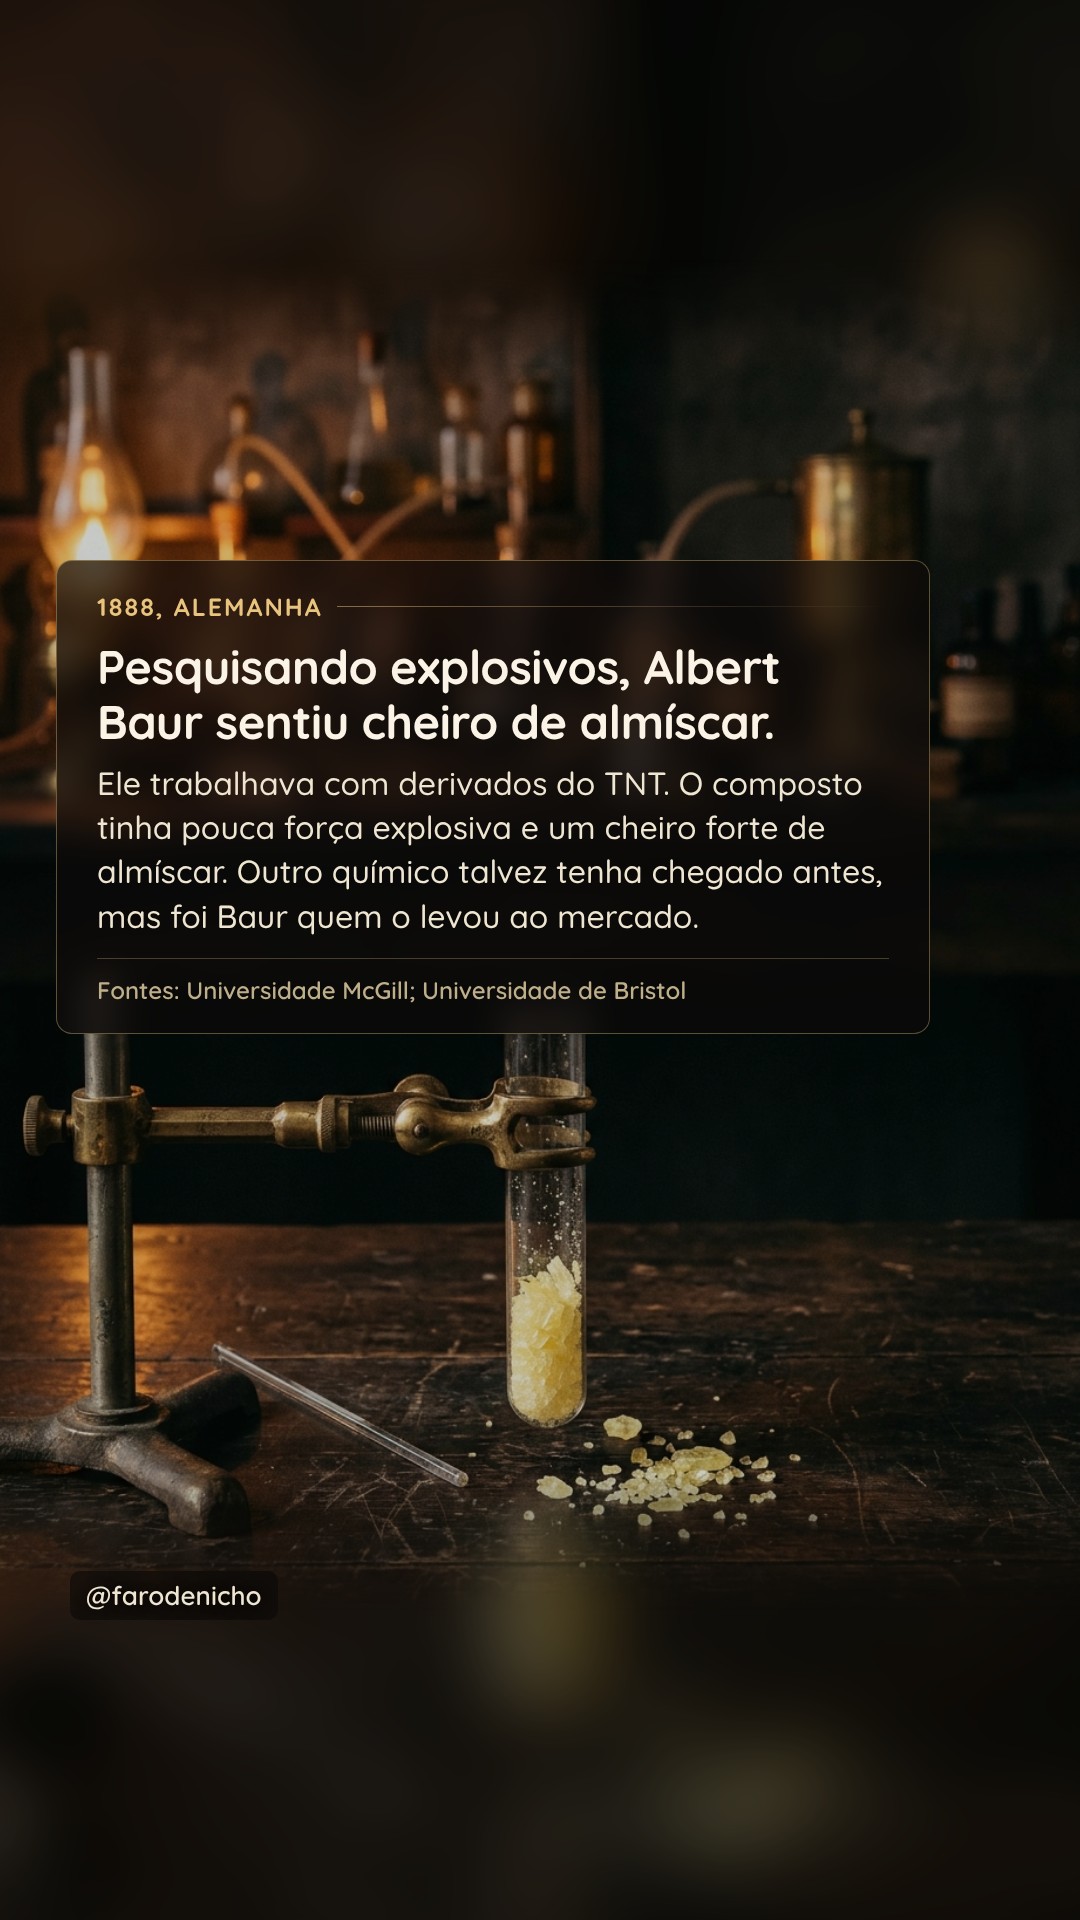 1888, ALEMANHA
Pesquisando explosivos, Albert
Baur sentiu cheiro de almíscar.
Ele trabalhava com derivados do TNT. O composto
tinha pouca força explosiva e um cheiro forte de
almíscar. Outro químico talvez tenha chegado antes,
mas foi Baur quem o levou ao mercado.
Fontes: Universidade McGill; Universidade de Bristol
@farodenicho